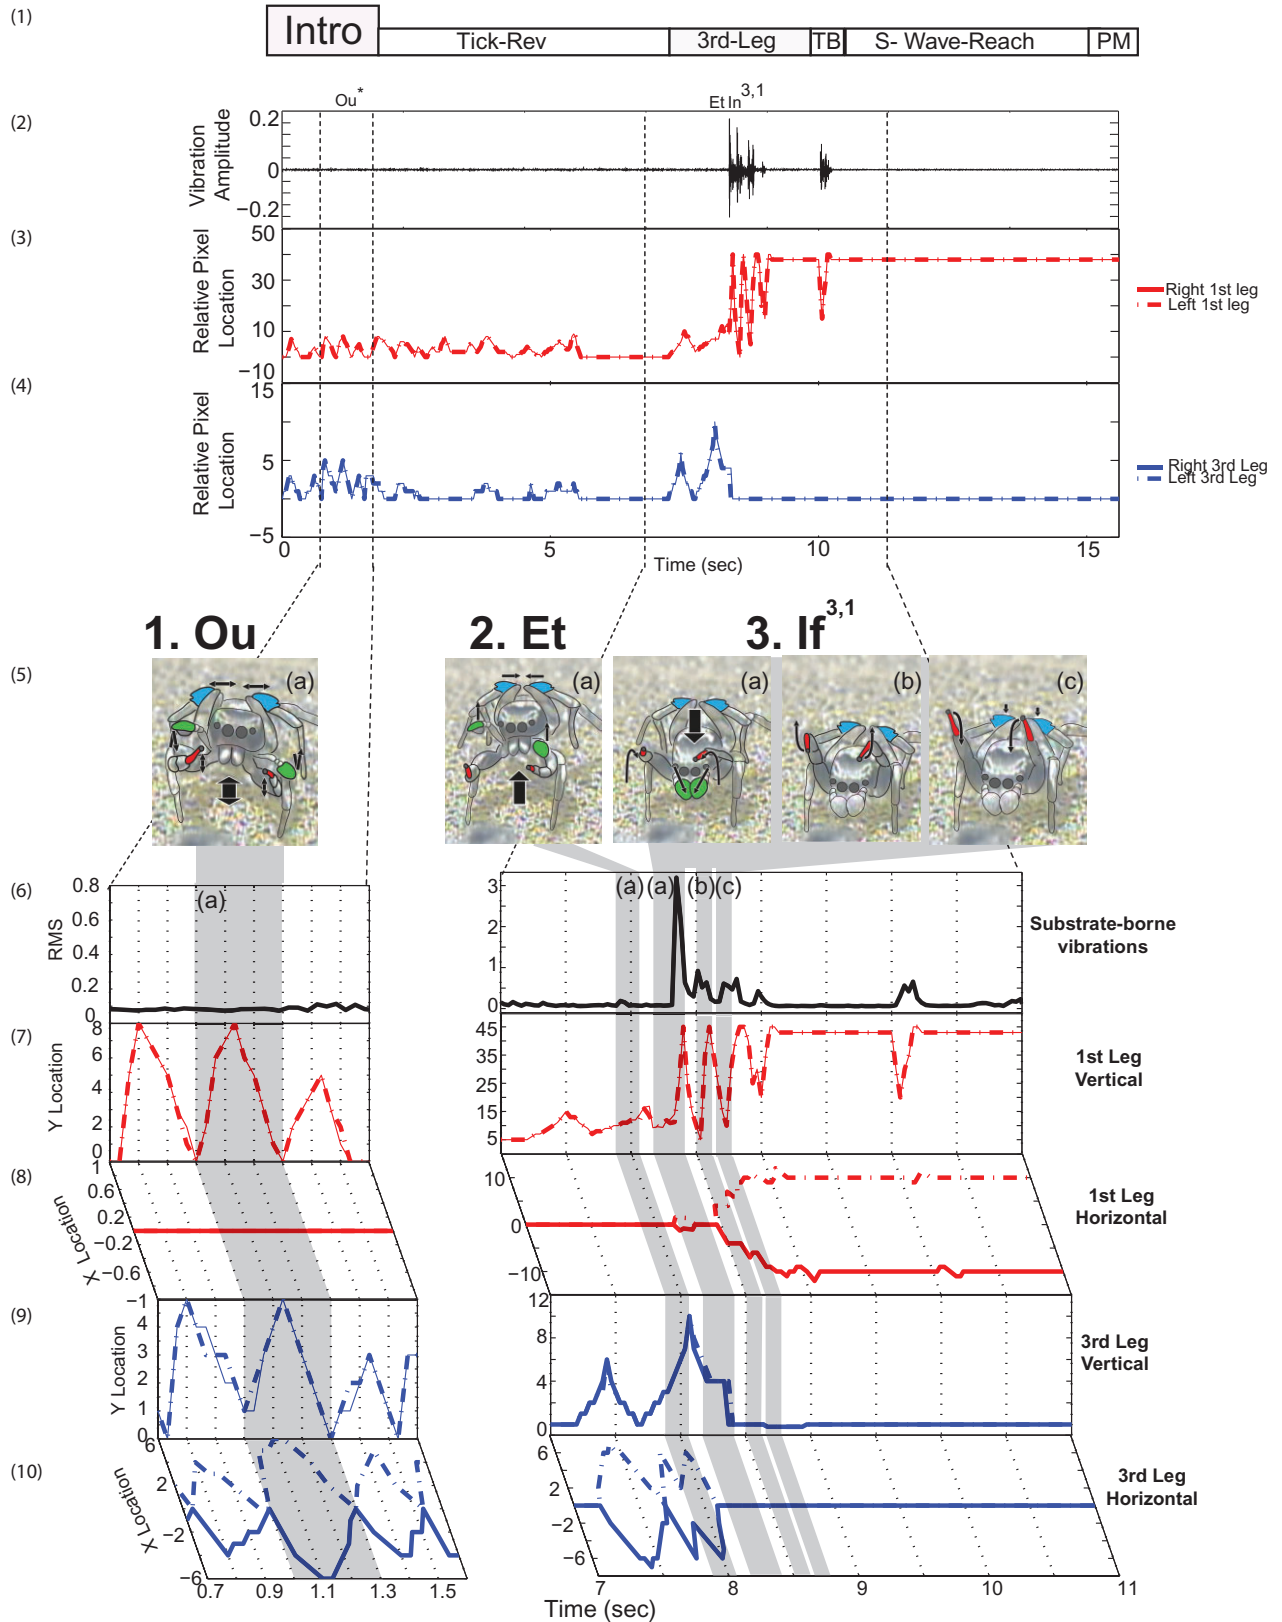 (1)
Intro
Tick-Rev
3rd-Leg
TB
S- Wave-Reach
PM
Ou*
Et In 3,1
(2)
Vibration
Amplitude
0.2
0
−0.2
(3)
Relative Pixel
Location
50
30
10
−10
Right 1st leg
Left 1st leg
(4)
Relative Pixel
Location
15
5
−5
Right 3rd Leg
Left 3rd Leg
0
5
10
15
Time (sec)
1. Ou
2. Et
3. If 3,1
(5)
(a)
(a)
(a)
(b)
(c)
(6)
RMS
0.8
0.6
0.4
0.2
0
(a)
3
2
1
0
(a)
(a)
(b)
(c)
Substrate-borne
vibrations
(7)
Y Location
8
6
4
2
0
45
35
25
15
5
1st Leg
Vertical
(8)
X Location
1
0.6
0.2
−0.2
−0.6
10
0
−10
1st Leg
Horizontal
(9)
Y Location
−1
4
3
2
1
0
12
8
4
0
3rd Leg
Vertical
(10)
X Location
6
2
−2
−6
6
2
−2
−6
3rd Leg
Horizontal
0.7
0.9
1.1
1.3
1.5
7
8
9
10
11
Time (sec)